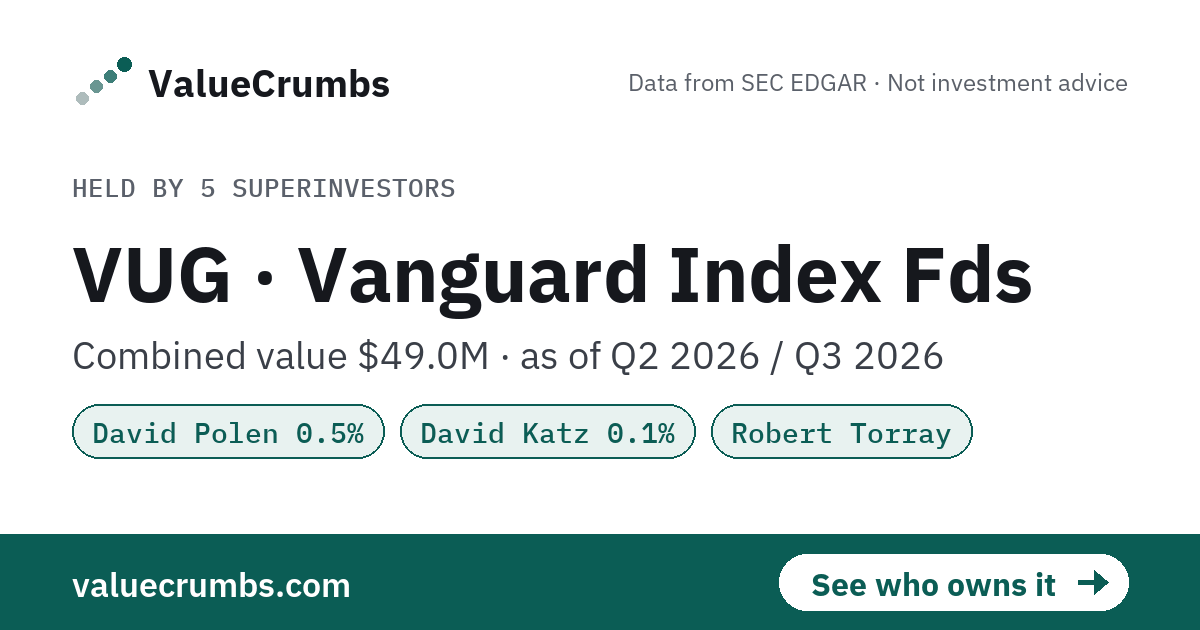 ValueCrumbs
Data from SEC EDGAR · Not investment advice
HELD BY 5 SUPERINVESTORS
VUG · Vanguard Index Fds
Combined value $49.0M · as of Q2 2026 / Q3 2026
David Polen 0.5%
David Katz 0.1%
Robert Torray
valuecrumbs.com
See who owns it →